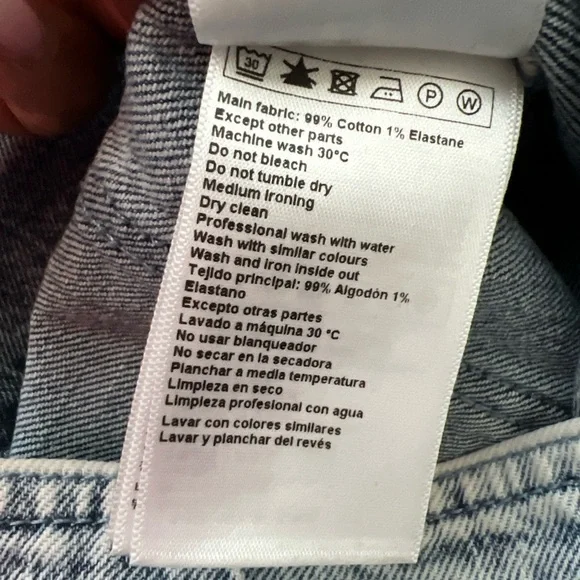 30 P W
Main fabric: 99% Cotton 1% Elastane
Except other parts
Machine wash 30°C
Do not bleach
Do not tumble dry
Medium ironing
Dry clean
Professional wash with water
Wash with similar colours
Wash and iron inside out
Tejido principal: 99% Algodón 1%
Elastano
Excepto otras partes
Lavado a máquina 30 °C
No usar blanqueador
No secar en la secadora
Planchar a media temperatura
Limpieza en seco
Limpieza profesional con agua
Lavar con colores similares
Lavar y planchar del revés